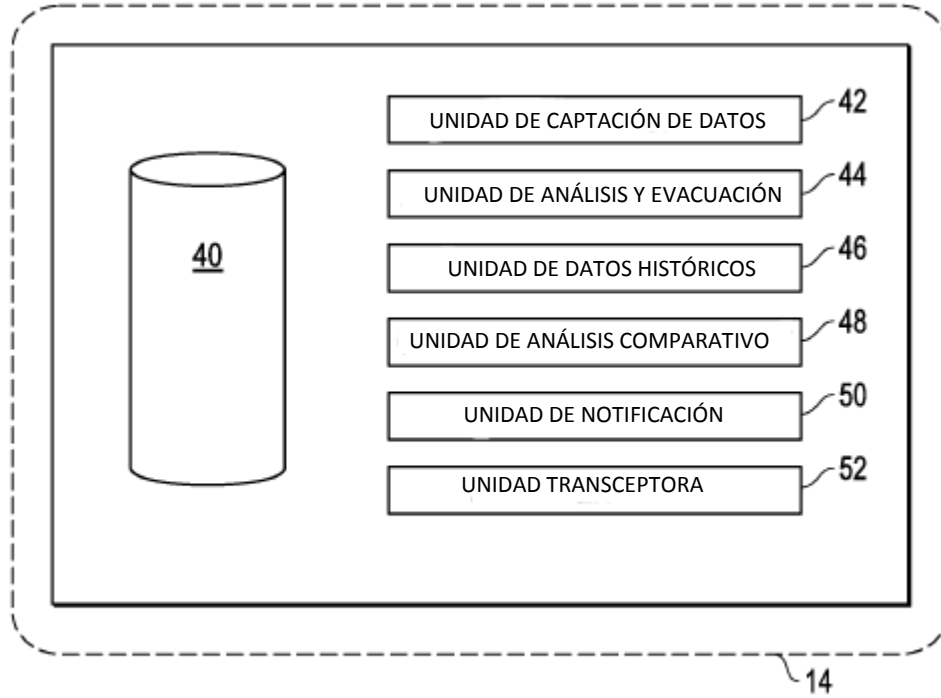 UNIDAD DE CAPTACIÓN DE DATOS 42
UNIDAD DE ANÁLISIS Y EVACUACIÓN 44
40
UNIDAD DE DATOS HISTÓRICOS 46
UNIDAD DE ANÁLISIS COMPARATIVO 48
UNIDAD DE NOTIFICACIÓN 50
UNIDAD TRANSCEPTORA 52
14